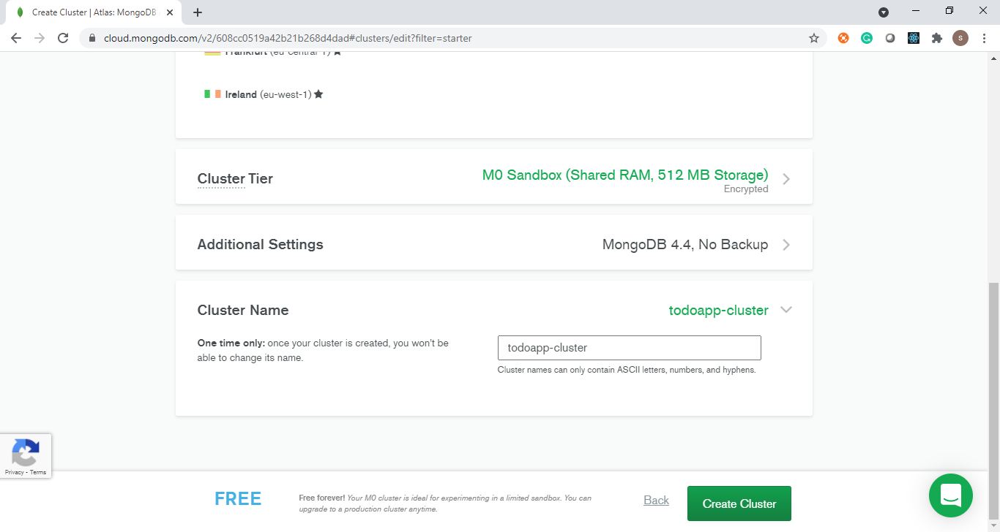 Create Cluster | Atlas: MongoDB
cloud.mongodb.com/v2/608cc0519a42b21b268d4dad#clusters/edit?filter=starter
S
Frankfurt (eu-central-1)
Ireland (eu-west-1)
Cluster Tier
M0 Sandbox (Shared RAM, 512 MB Storage)
Encrypted
Additional Settings
MongoDB 4.4, No Backup
Cluster Name
todoapp-cluster
One time only: once your cluster is created, you won't be
able to change its name.
todoapp-cluster
Cluster names can only contain ASCII letters, numbers, and hyphens.
Privacy - Terms
FREE
Free forever! Your M0 cluster is ideal for experimenting in a limited sandbox. You can
upgrade to a production cluster anytime.
Back
Create Cluster